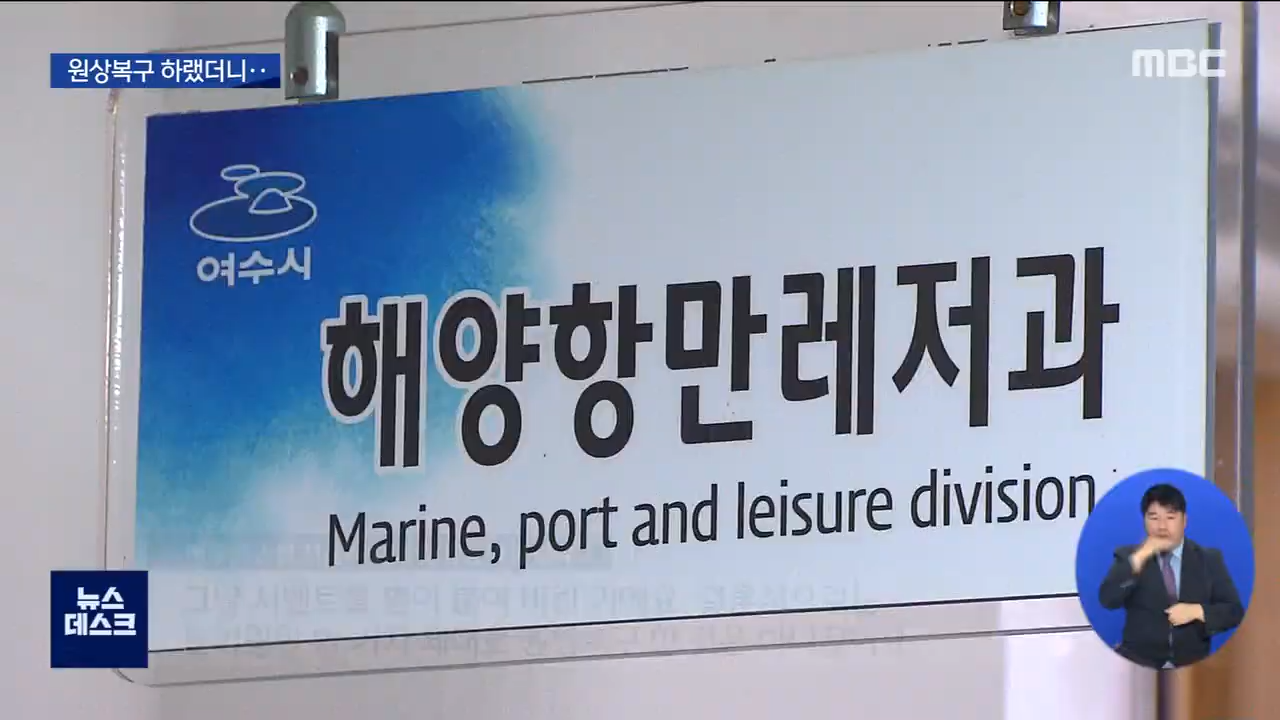 원상복구 하랬더니··
MBC
여수시
해양항만레저과
Marine, port and leisure division
뉴스
데스크